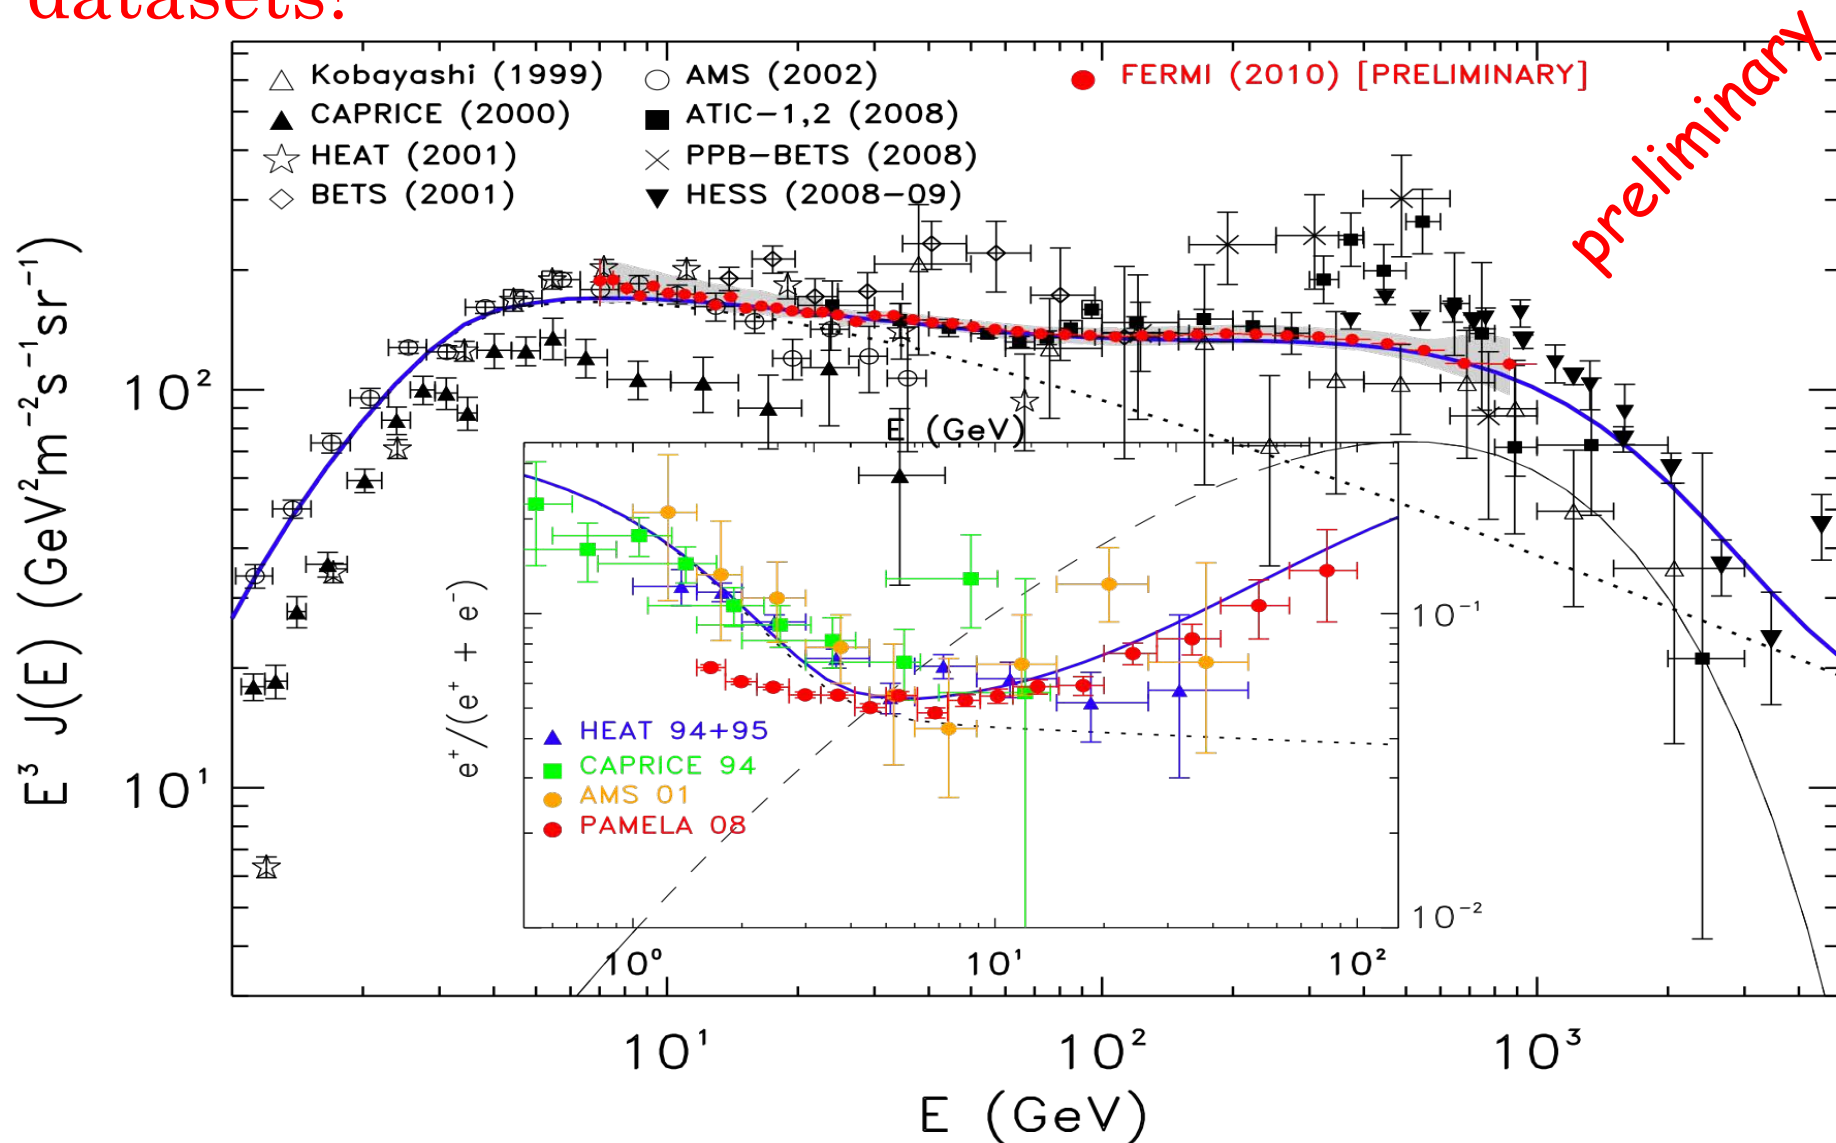 datasets!
preliminary
Kobayashi (1999)
CAPRICE (2000)
HEAT (2001)
BETS (2001)
AMS (2002)
ATIC-1,2 (2008)
PPB-BETS (2008)
HESS (2008-09)
FERMI (2010) [PRELIMINARY]
E³ J(E) (GeV²m⁻²s⁻¹sr⁻¹)
10²
10¹
E (GeV)
e⁺/(e⁺ + e⁻)
HEAT 94+95
CAPRICE 94
AMS 01
PAMELA 08
10⁻¹
10⁻²
10⁰ 10¹ 10²
10¹ 10² 10³
E (GeV)